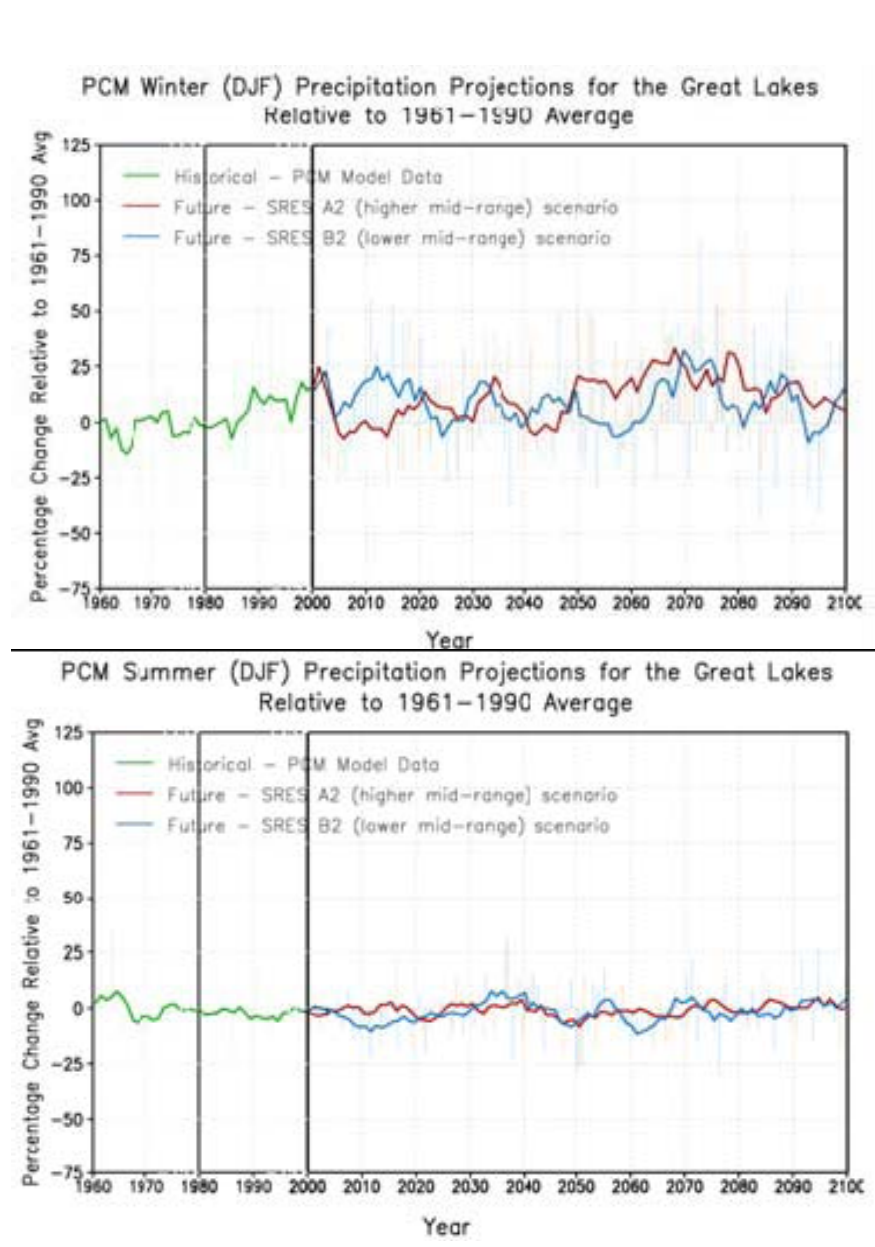 PCM Winter (DJF) Precipitation Projections for the Great Lakes
Relative to 1961-1990 Average
Percentage Change Relative to 1961-1990 Avg
125
100
75
50
25
0
-25
-50
-75
Historical - PCM Model Data
Future - SRES A2 (higher mid-range) scenario
Future - SRES B2 (lower mid-range) scenario
1960 1970 1980 1990 2000 2010 2020 2030 2040 2050 2060 2070 2080 2090 2100
Year
PCM Summer (DJF) Precipitation Projections for the Great Lakes
Relative to 1961-1990 Average
Percentage Change Relative to 1961-1990 Avg
125
100
75
50
25
0
-25
-50
-75
Historical - PCM Model Data
Future - SRES A2 (higher mid-range) scenario
Future - SRES B2 (lower mid-range) scenario
1960 1970 1980 1990 2000 2010 2020 2030 2040 2050 2060 2070 2080 2090 2100
Year